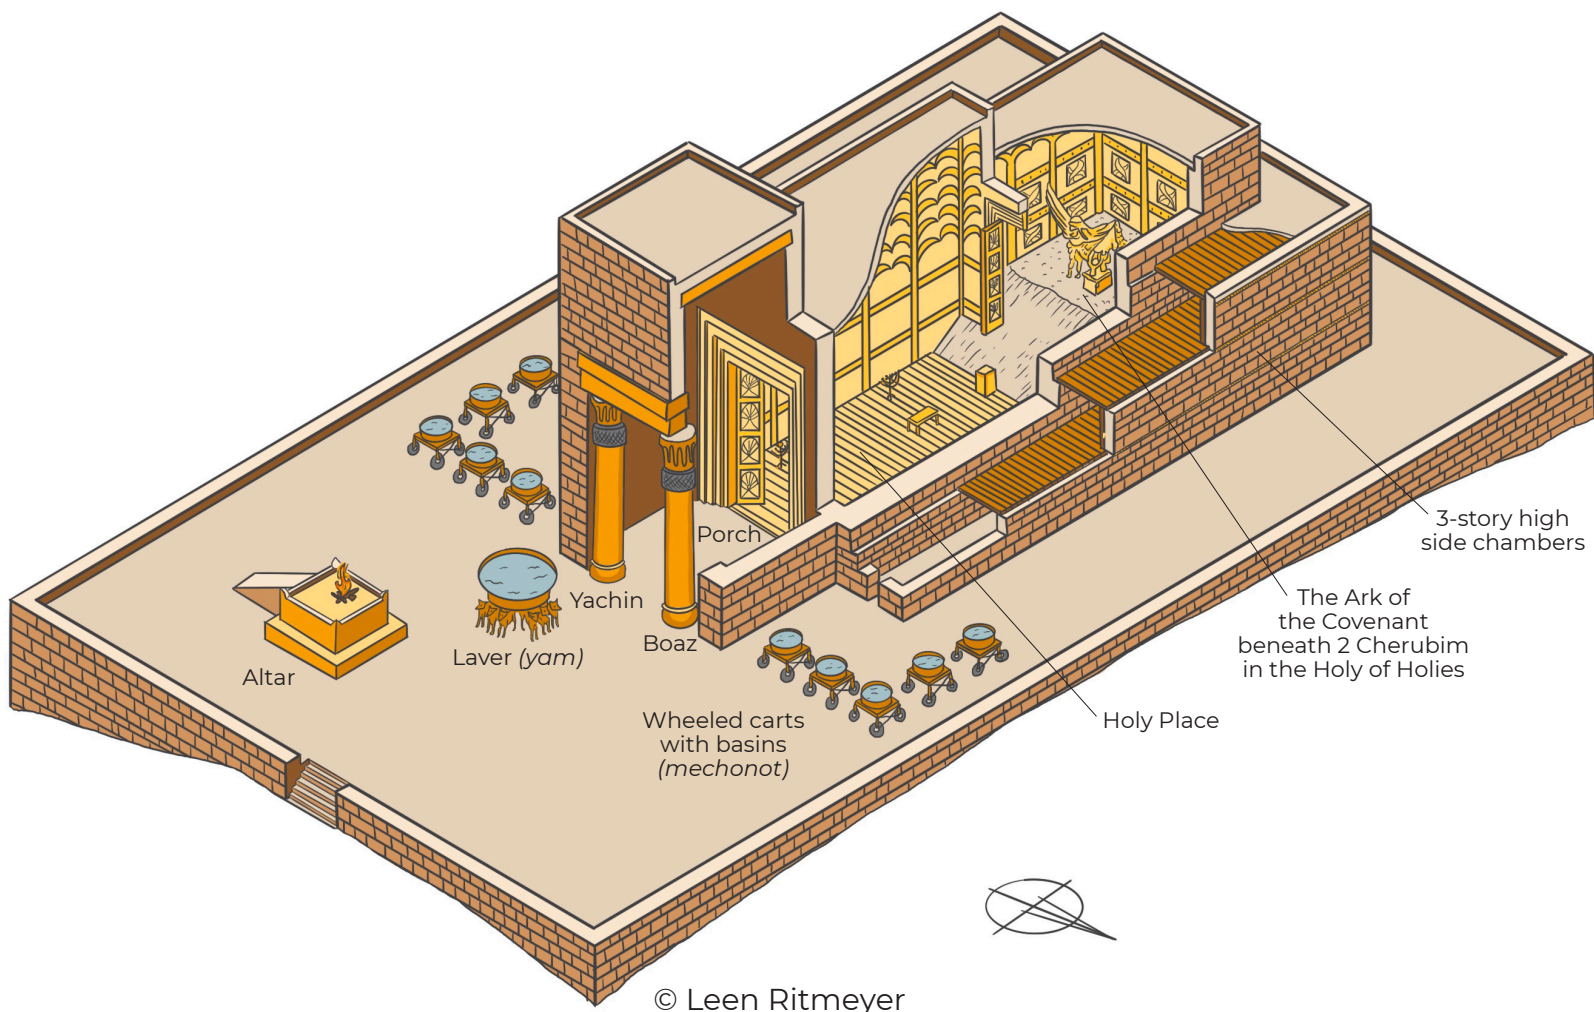 Porch
Yachin
Boaz
Laver (yam)
Altar
Wheeled carts
with basins
(mechonot)
3-story high
side chambers
The Ark of
the Covenant
beneath 2 Cherubim
in the Holy of Holies
Holy Place
© Leen Ritmeyer